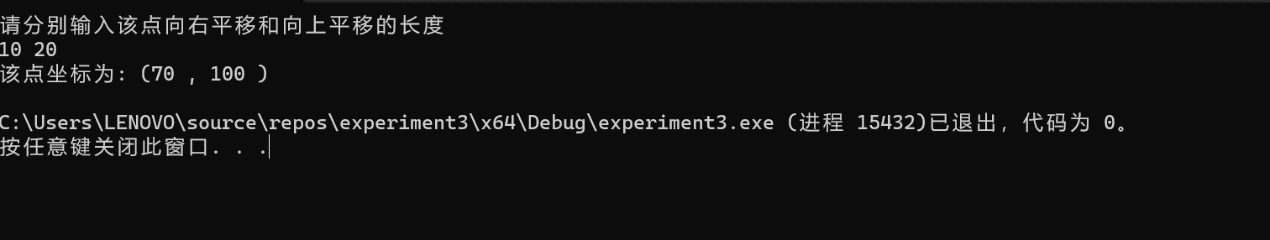 请分别输入该点向右平移和向上平移的长度
10 20
该点坐标为: (70 , 100 )
C:\Users\LENOVO\source\repos\experiment3\x64\Debug\experiment3.exe (进程 15432)已退出，代码为 0。
按任意键关闭此窗口. . .